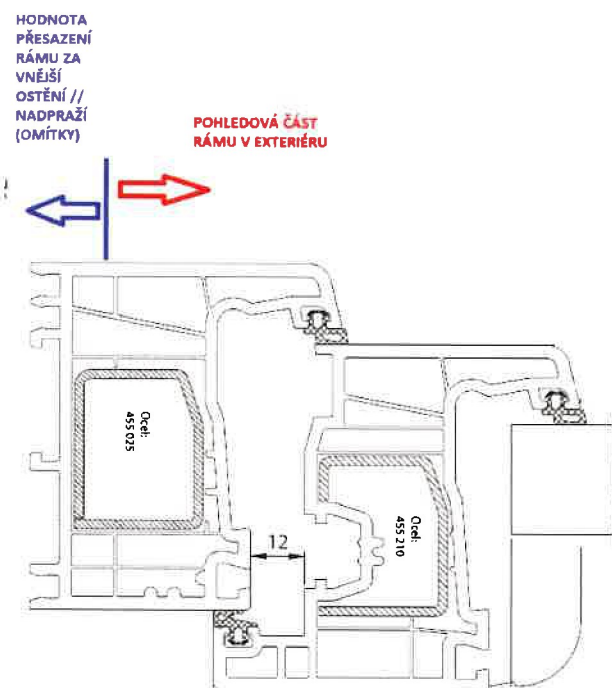 HODNOTA
PŘESAZENÍ
RÁMU ZA
VNĚJŠÍ
OSTĚNÍ //
NADPRAŽÍ
(OMÍTKY)
POHLEDOVÁ ČÁST
RÁMU V EXTERIÉRU
Ocel:
455 025
12
Ocel:
455 210